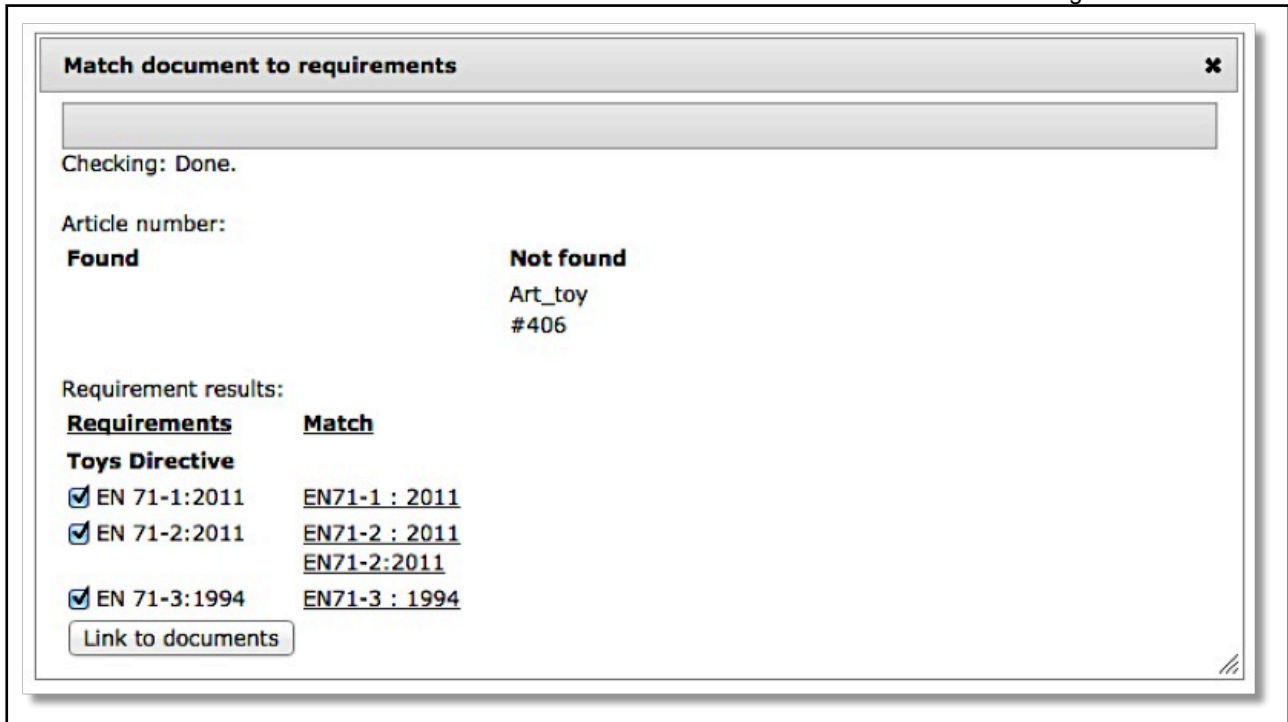 Match document to requirements
Checking: Done.
Article number:
Found Not found
Art_toy
#406
Requirement results:
Requirements Match
Toys Directive
EN 71-1:2011 EN71-1 : 2011
EN 71-2:2011 EN71-2 : 2011
EN71-2:2011
EN 71-3:1994 EN71-3 : 1994
Link to documents